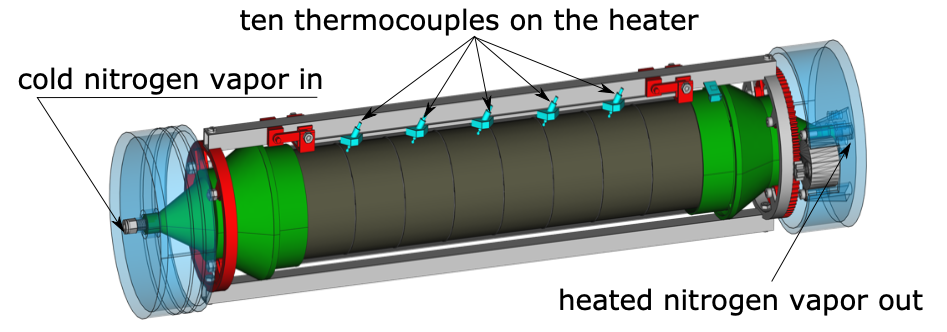 ten thermocouples on the heater
cold nitrogen vapor in
heated nitrogen vapor out